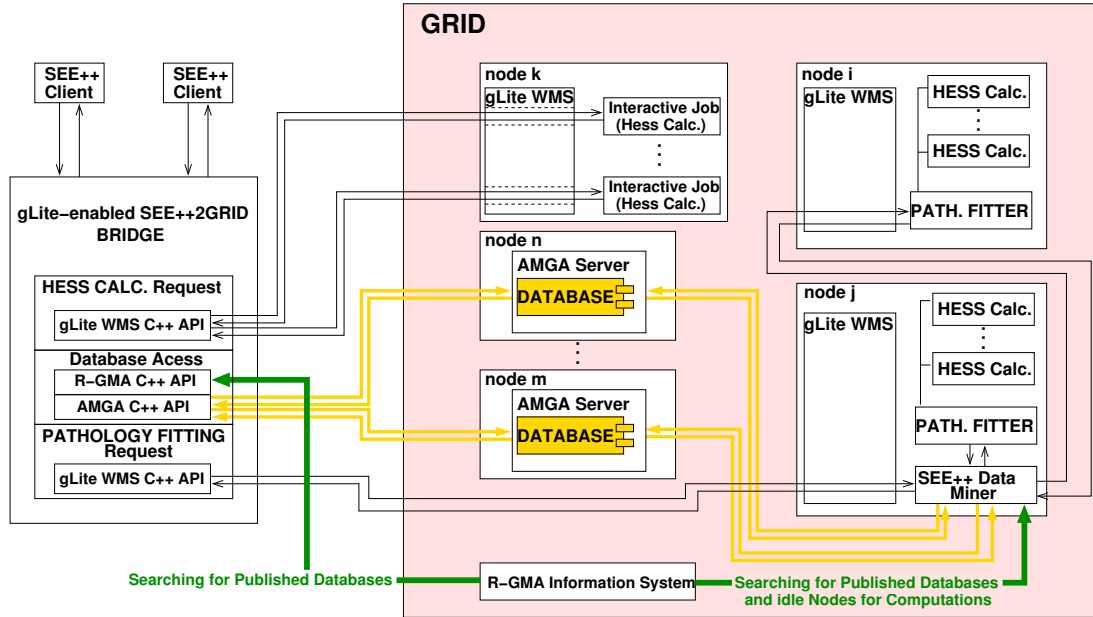 GRID
SEE++
Client
SEE++
Client
gLite-enabled SEE++2GRID
BRIDGE
HESS CALC. Request
gLite WMS C++ API
Database Acess
R-GMA C++ API
AMGA C++ API
PATHOLOGY FITTING
Request
gLite WMS C++ API
node k
gLite WMS
Interactive Job
(Hess Calc.)
Interactive Job
(Hess Calc.)
node n
AMGA Server
DATABASE
node m
AMGA Server
DATABASE
node i
gLite WMS
HESS Calc.
HESS Calc.
PATH. FITTER
node j
gLite WMS
HESS Calc.
HESS Calc.
PATH. FITTER
SEE++ Data
Miner
Searching for Published Databases
R-GMA Information System
Searching for Published Databases
and idle Nodes for Computations